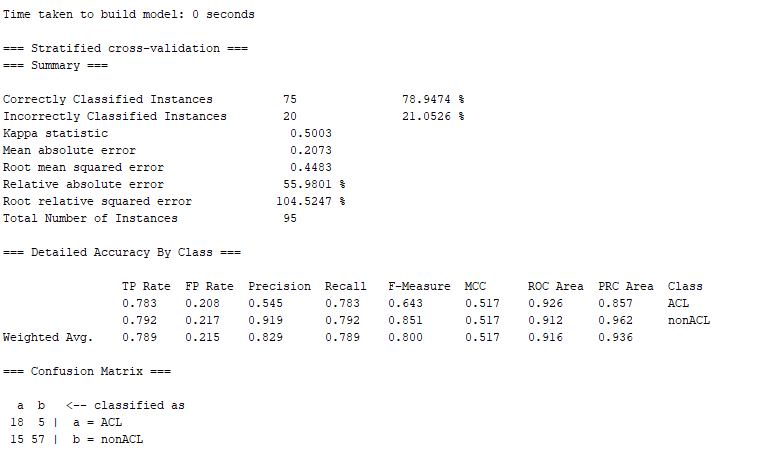 Time taken to build model: 0 seconds
=== Stratified cross-validation ===
=== Summary ===
Correctly Classified Instances 75 78.9474 %
Incorrectly Classified Instances 20 21.0526 %
Kappa statistic 0.5003
Mean absolute error 0.2073
Root mean squared error 0.4483
Relative absolute error 55.9801 %
Root relative squared error 104.5247 %
Total Number of Instances 95
=== Detailed Accuracy By Class ===
TP Rate FP Rate Precision Recall F-Measure MCC ROC Area PRC Area Class
0.783 0.208 0.545 0.783 0.643 0.517 0.926 0.857 ACL
0.792 0.217 0.919 0.792 0.851 0.517 0.912 0.962 nonACL
Weighted Avg. 0.789 0.215 0.829 0.789 0.800 0.517 0.916 0.936
=== Confusion Matrix ===
a b <-- classified as
18 5 | a = ACL
15 57 | b = nonACL